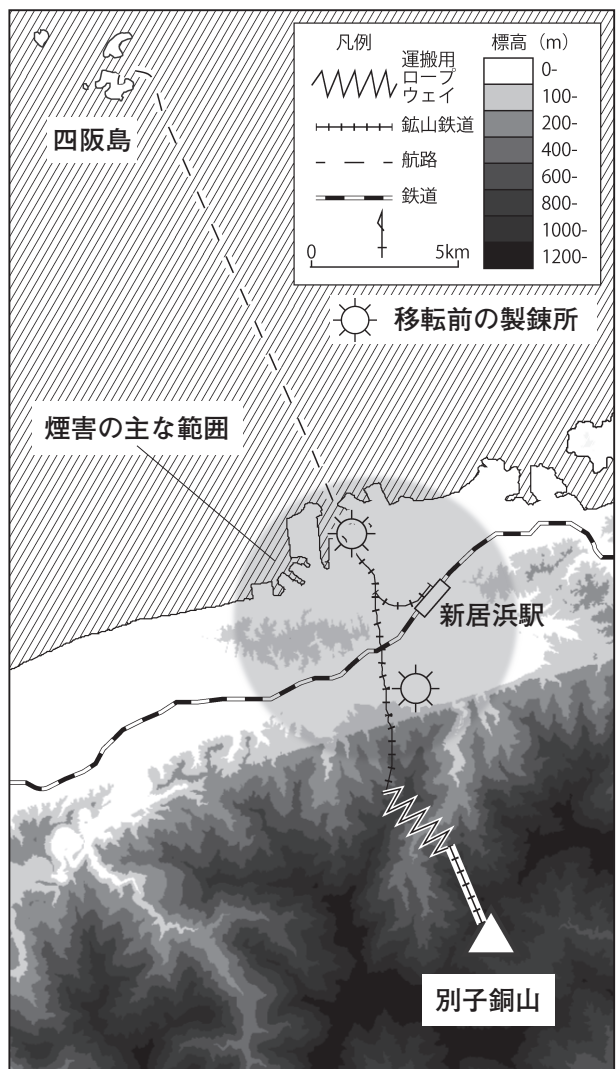 凡例
運搬用
ロープ
ウェイ
鉱山鉄道
航路
鉄道
0
5km
標高（m）
0-
100-
200-
400-
600-
800-
1000-
1200-
四阪島
移転前の製錬所
煙害の主な範囲
新居浜駅
別子銅山